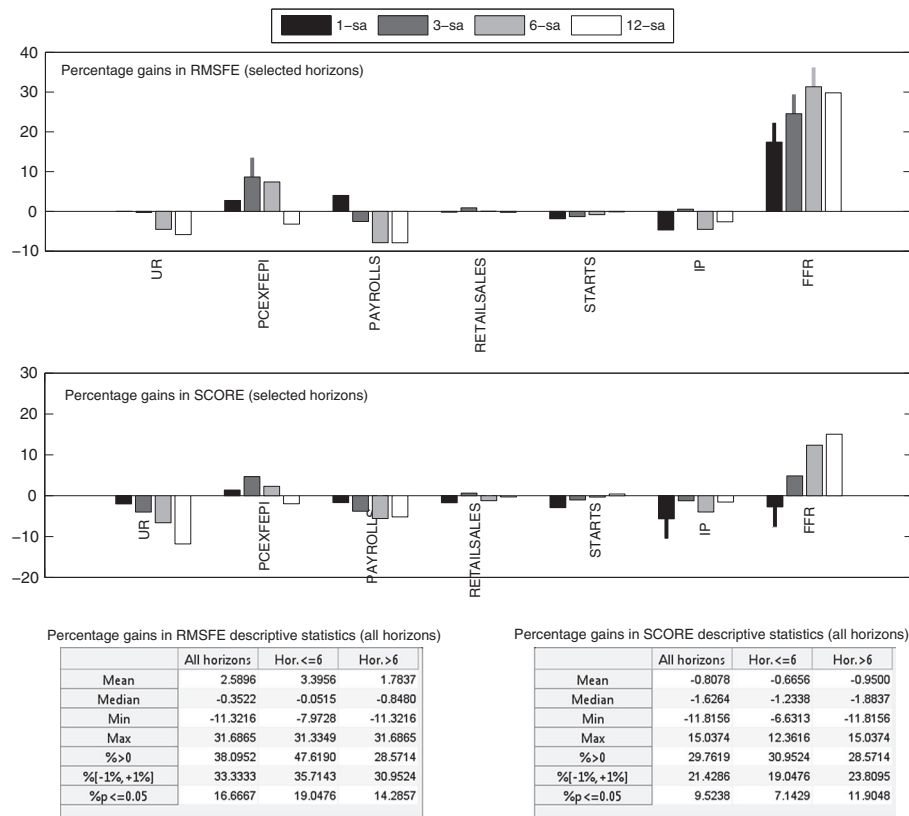 1-sa 3-sa 6-sa 12-sa
Percentage gains in RMSFE (selected horizons)
40
30
20
10
0
−10
UR PCEXFEPI PAYROLLS RETAILSALES STARTS IP FFR
Percentage gains in SCORE (selected horizons)
30
20
10
0
−10
−20
UR PCEXFEPI PAYROLLS RETAILSALES STARTS IP FFR
Percentage gains in RMSFE descriptive statistics (all horizons)
All horizons Hor.<=6 Hor.>6
Mean 2.5896 3.3956 1.7837
Median -0.3522 -0.0515 -0.8480
Min -11.3216 -7.9728 -11.3216
Max 31.6865 31.3349 31.6865
%>0 38.0952 47.6190 28.5714
%[-1%,+1%] 33.3333 35.7143 30.9524
%p<=0.05 16.6667 19.0476 14.2857
Percentage gains in SCORE descriptive statistics (all horizons)
All horizons Hor.<=6 Hor.>6
Mean -0.8078 -0.6656 -0.9500
Median -1.6264 -1.2338 -1.8837
Min -11.8156 -6.6313 -11.8156
Max 15.0374 12.3616 15.0374
%>0 29.7619 30.9524 28.5714
%[-1%,+1%] 21.4286 19.0476 23.8095
%p<=0.05 9.5238 7.1429 11.9048